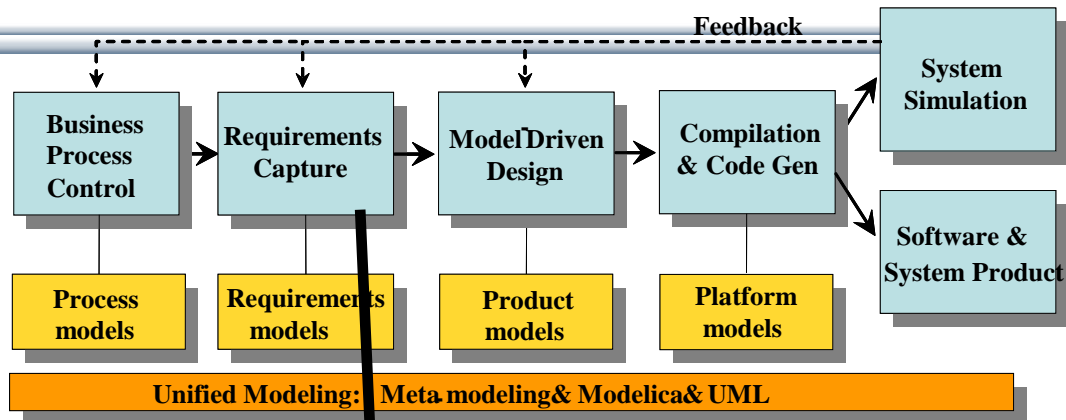 Feedback
System
Simulation
Business
Process
Control
Requirements
Capture
Model-Driven
Design
Compilation
& Code Gen
Software &
System Product
Process
models
Requirements
models
Product
models
Platform
models
Unified Modeling: Meta-modeling& Modelica& UML